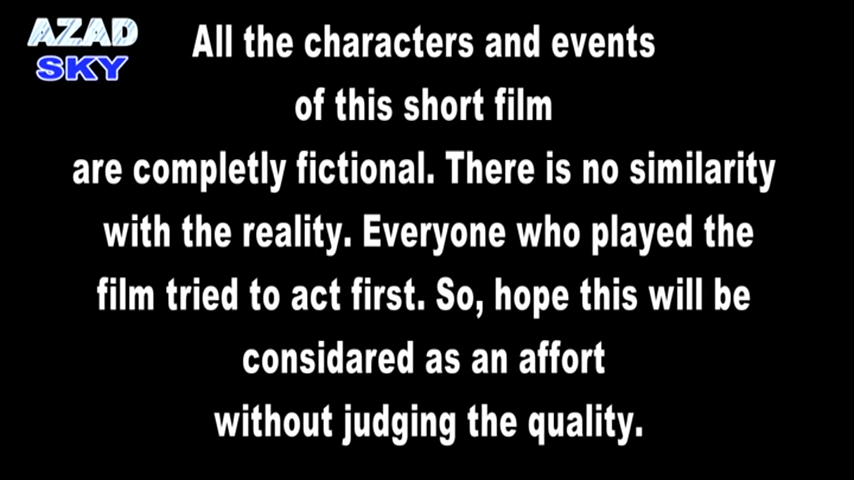 AZAD
SKY
All the characters and events
of this short film
are completly fictional. There is no similarity
with the reality. Everyone who played the
film tried to act first. So, hope this will be
considared as an affort
without judging the quality.